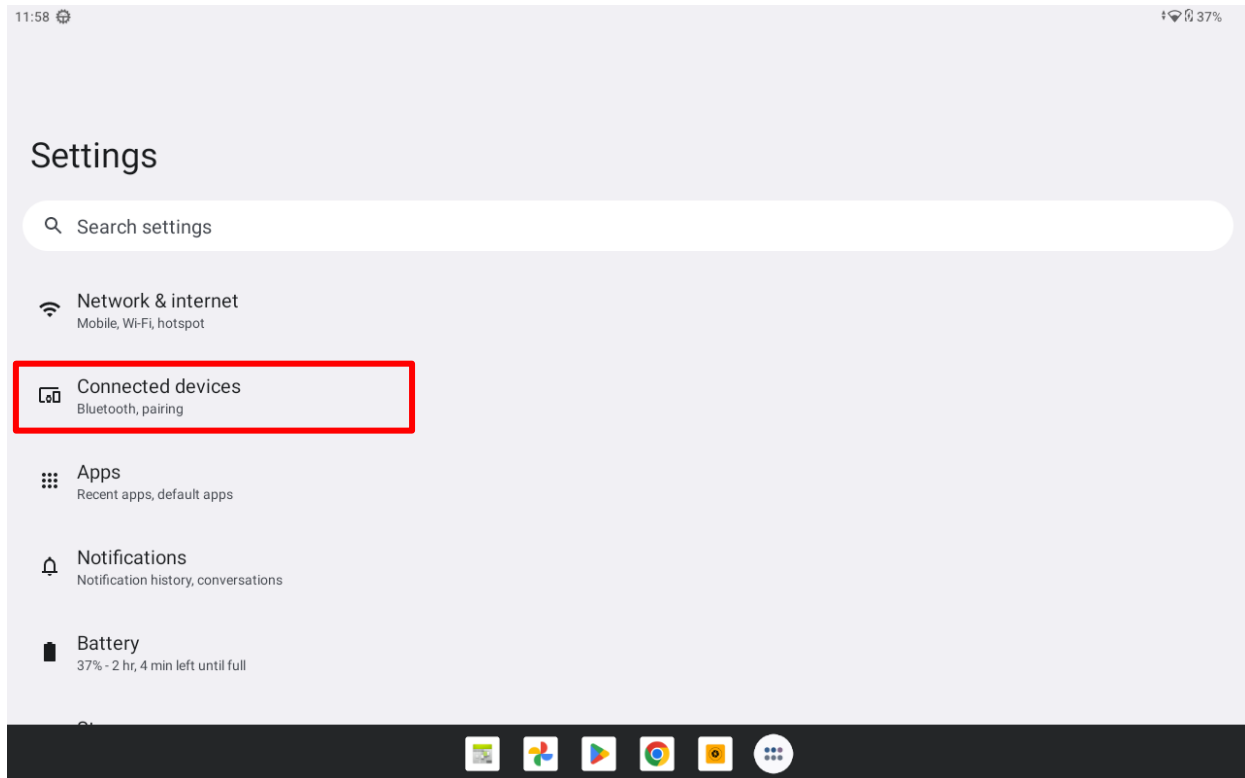 11:58
37%
Settings
Search settings
Network & internet
Mobile, Wi-Fi, hotspot
Connected devices
Bluetooth, pairing
Apps
Recent apps, default apps
Notifications
Notification history, conversations
Battery
37% - 2 hr, 4 min left until full